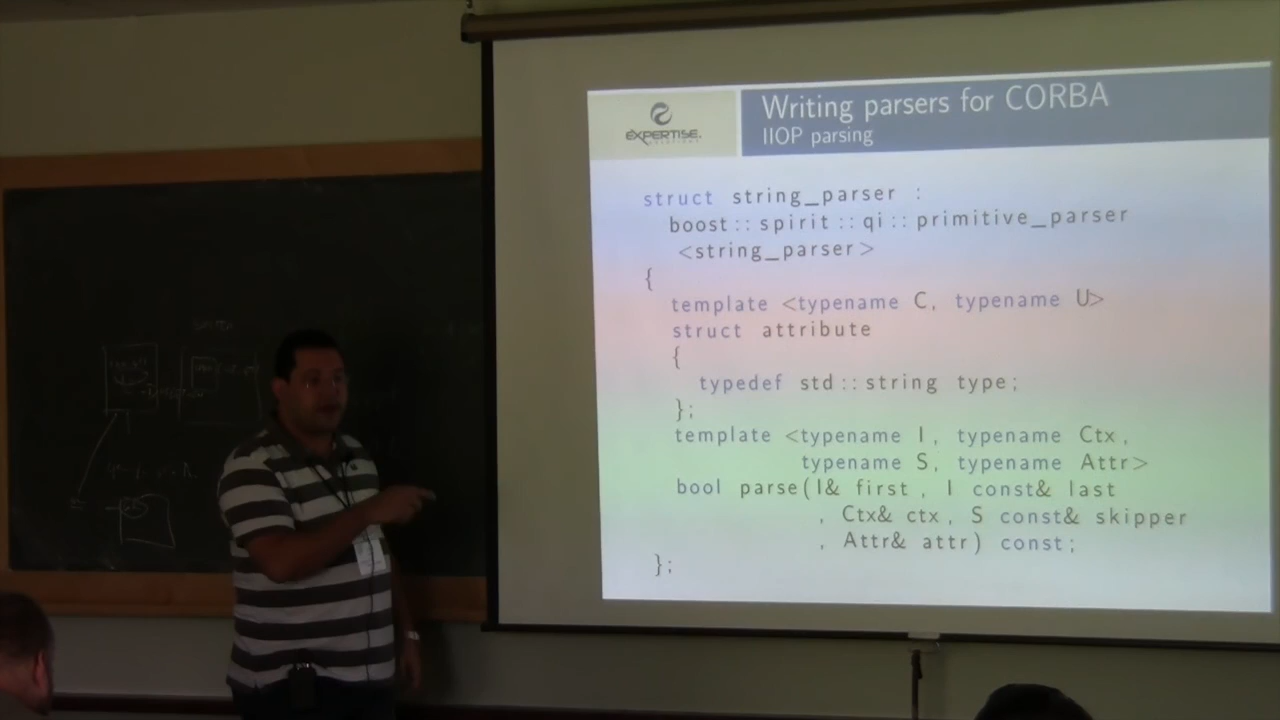 Writing parsers for CORBA
IIOP parsing
EXPERTISE.
SOLUTIONS
struct string_parser :
boost::spirit::qi::primitive_parser
<string_parser>
{
template <typename C, typename U>
struct attribute
{
typedef std::string type;
};
template <typename I, typename Ctx,
typename S, typename Attr>
bool parse(I& first, I const& last
, Ctx& ctx, S const& skipper
, Attr& attr) const;
};